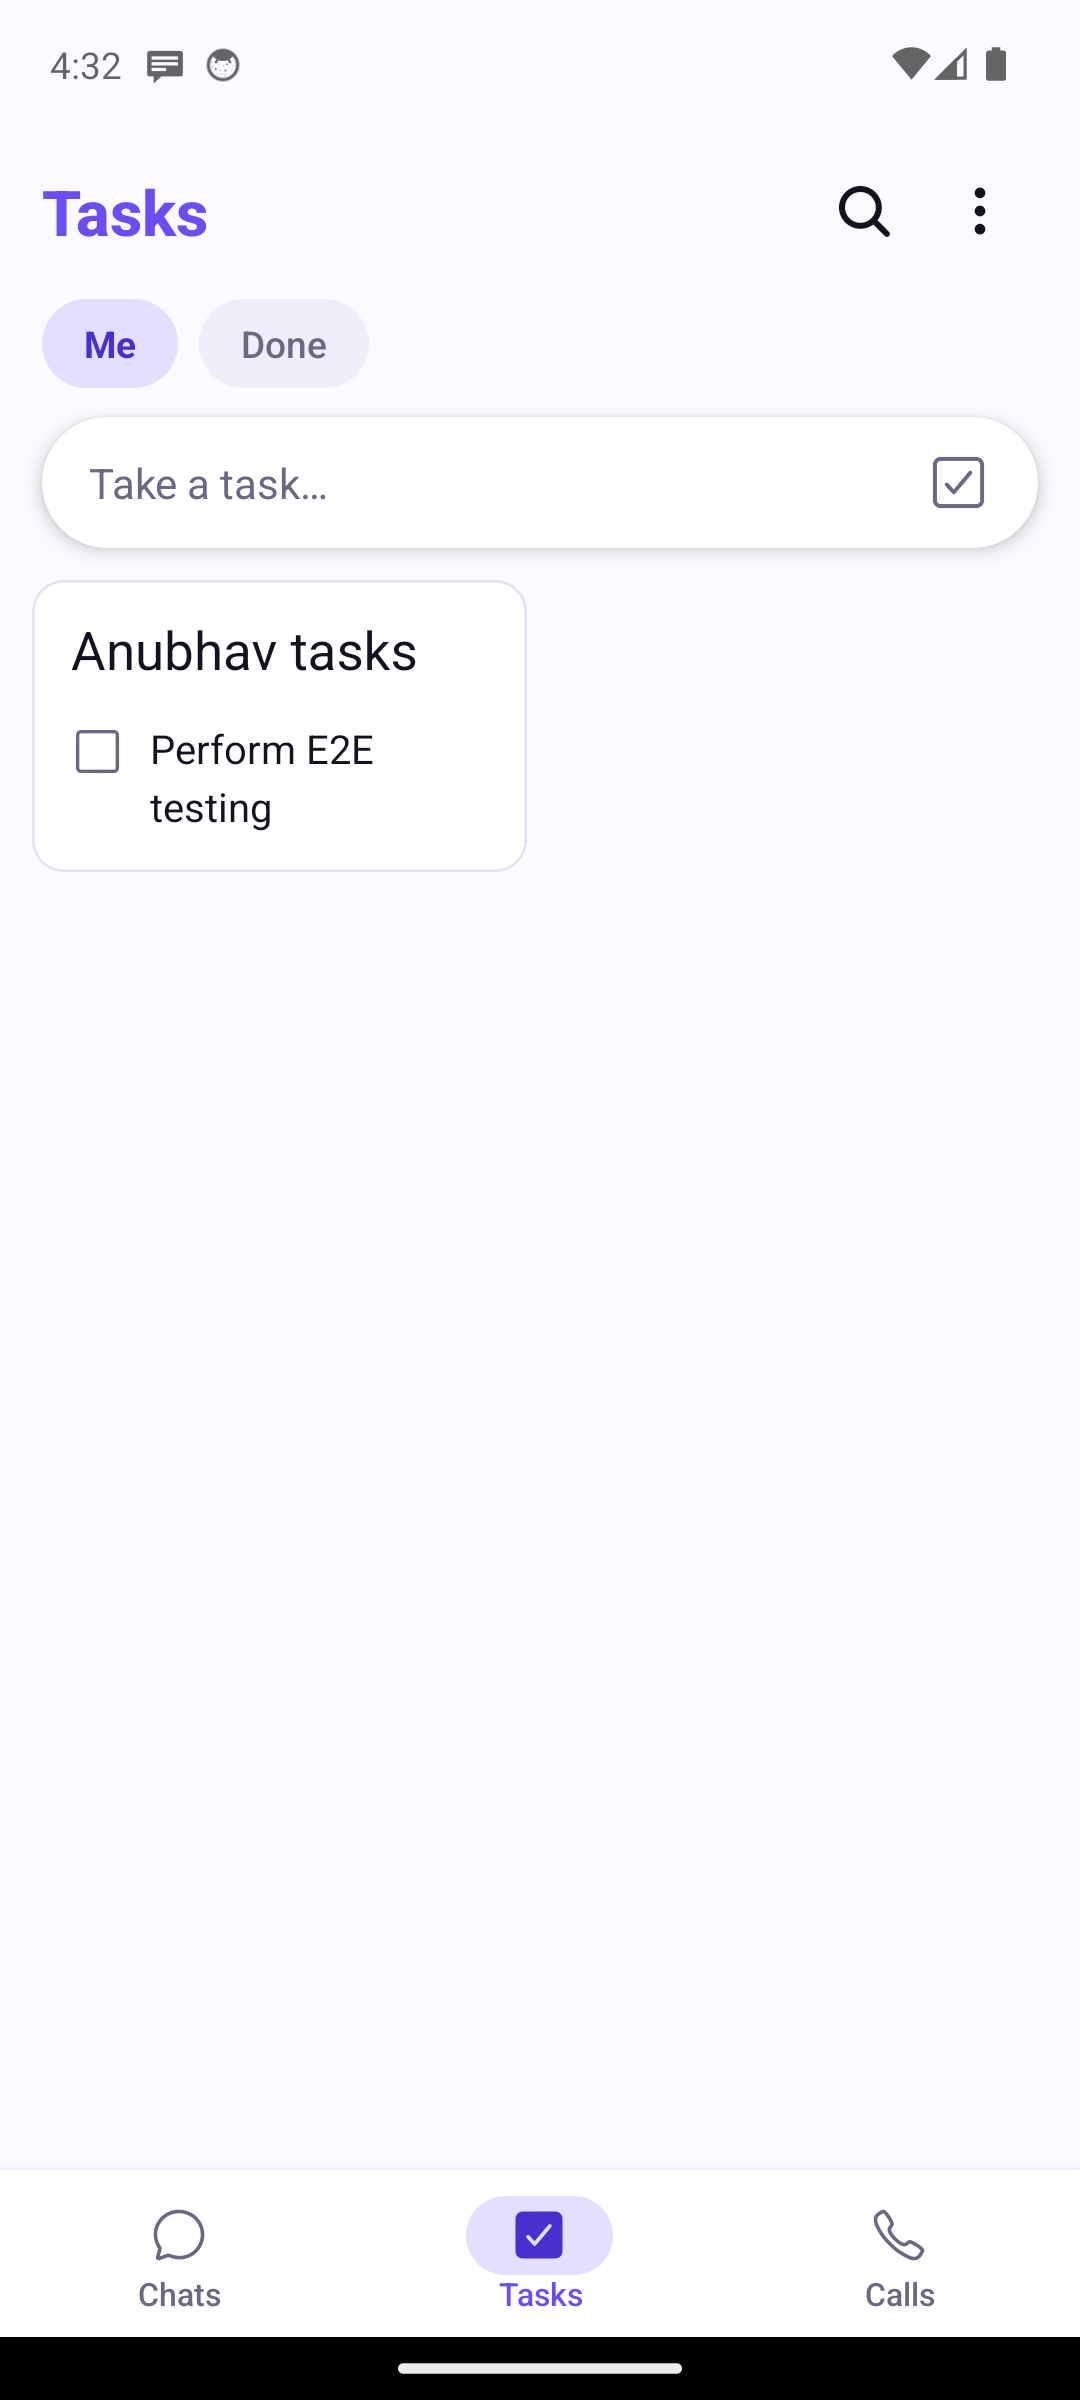 4:32
Tasks
Me
Done
Take a task...
Anubhav tasks
Perform E2E
testing
Chats
Tasks
Calls